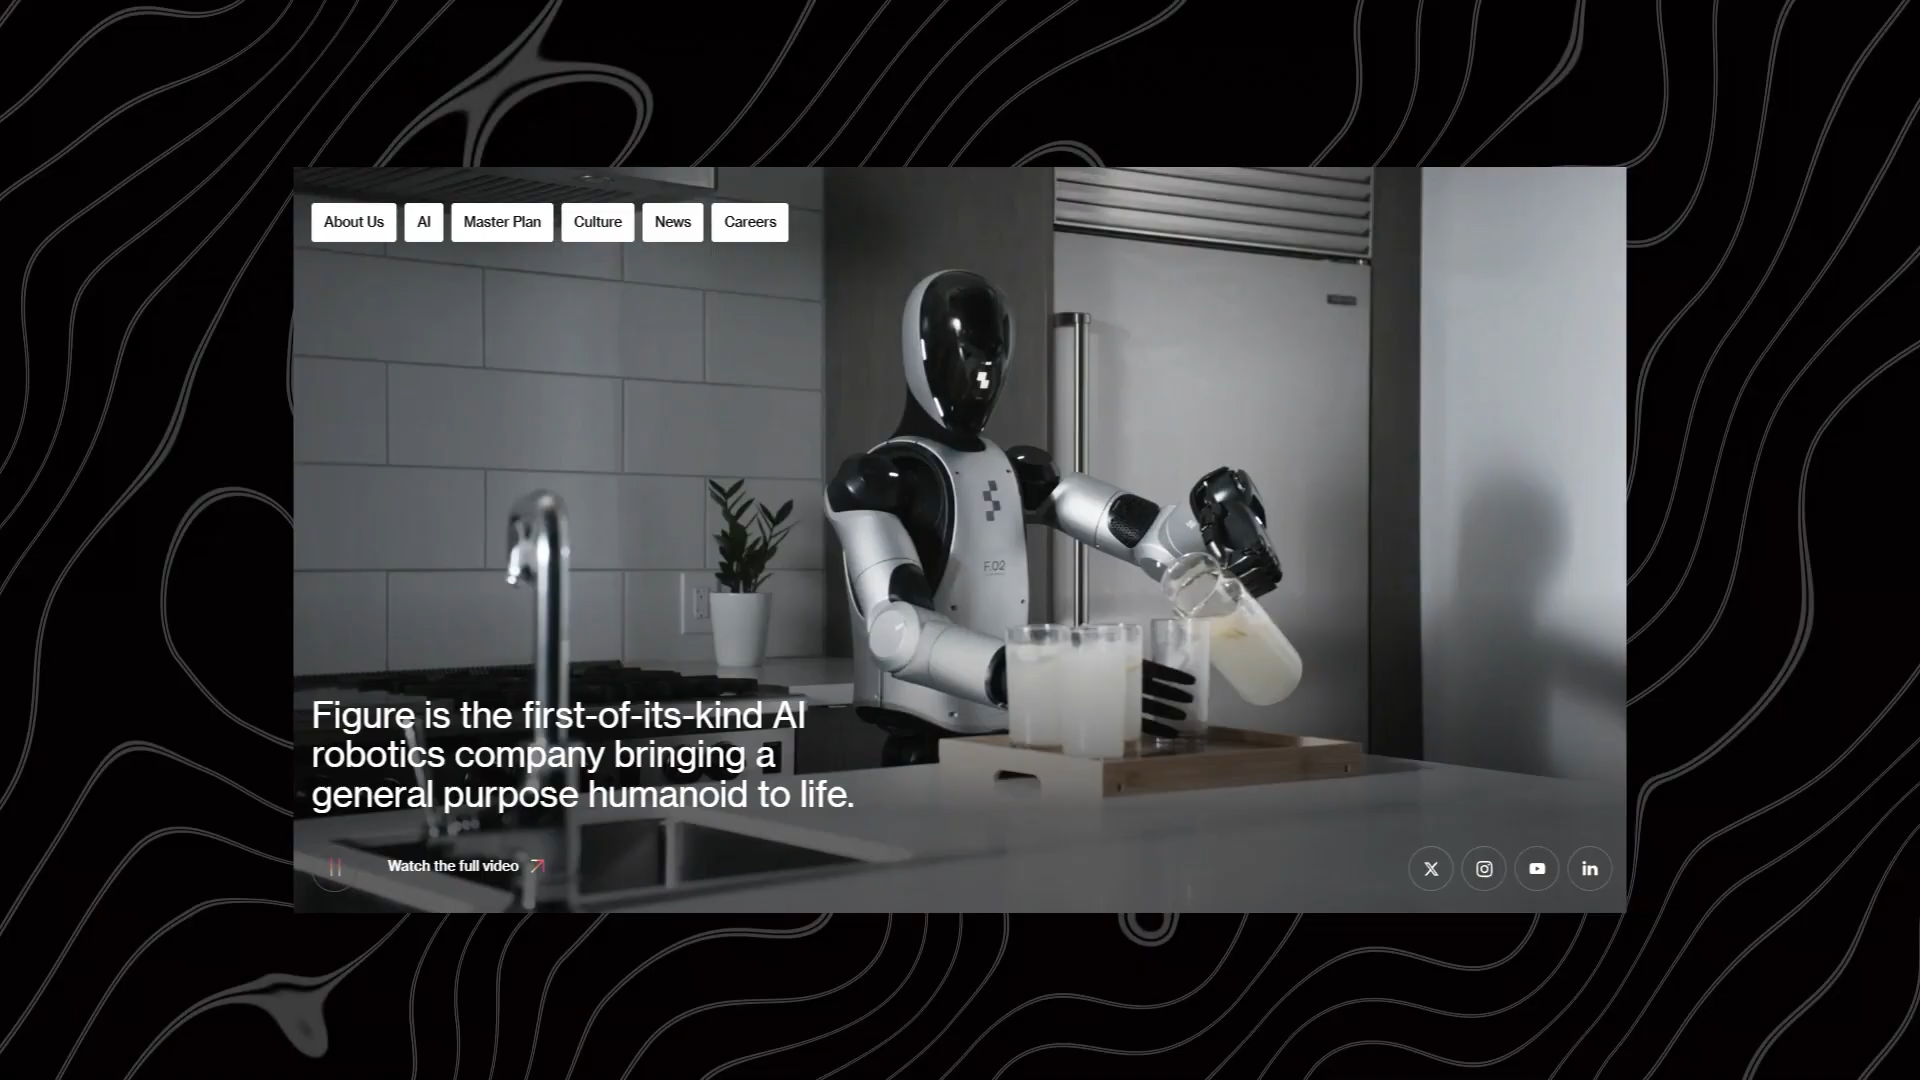 About Us
AI
Master Plan
Culture
News
Careers
F.02
Figure is the first-of-its-kind AI
robotics company bringing a
general purpose humanoid to life.
Watch the full video